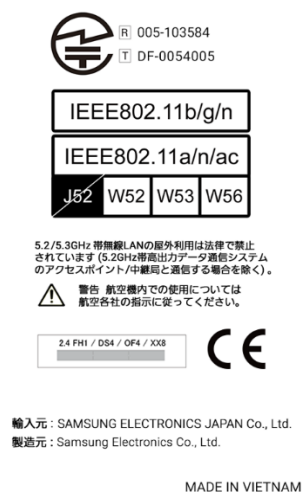 R 005-103584
T DF-0054005
IEEE802.11b/g/n
IEEE802.11a/n/ac
J52 W52 W53 W56
5.2/5.3GHz 帯無線LANの屋外利用は法律で禁止
されています (5.2GHz帯高出力データ通信システム
のアクセスポイント/中継局と通信する場合を除く)。
警告 航空機内での使用については
航空各社の指示に従ってください。
2.4 FH1 / DS4 / OF4 / XX8
CE
輸入元 : SAMSUNG ELECTRONICS JAPAN Co., Ltd.
製造元 : Samsung Electronics Co., Ltd.
MADE IN VIETNAM